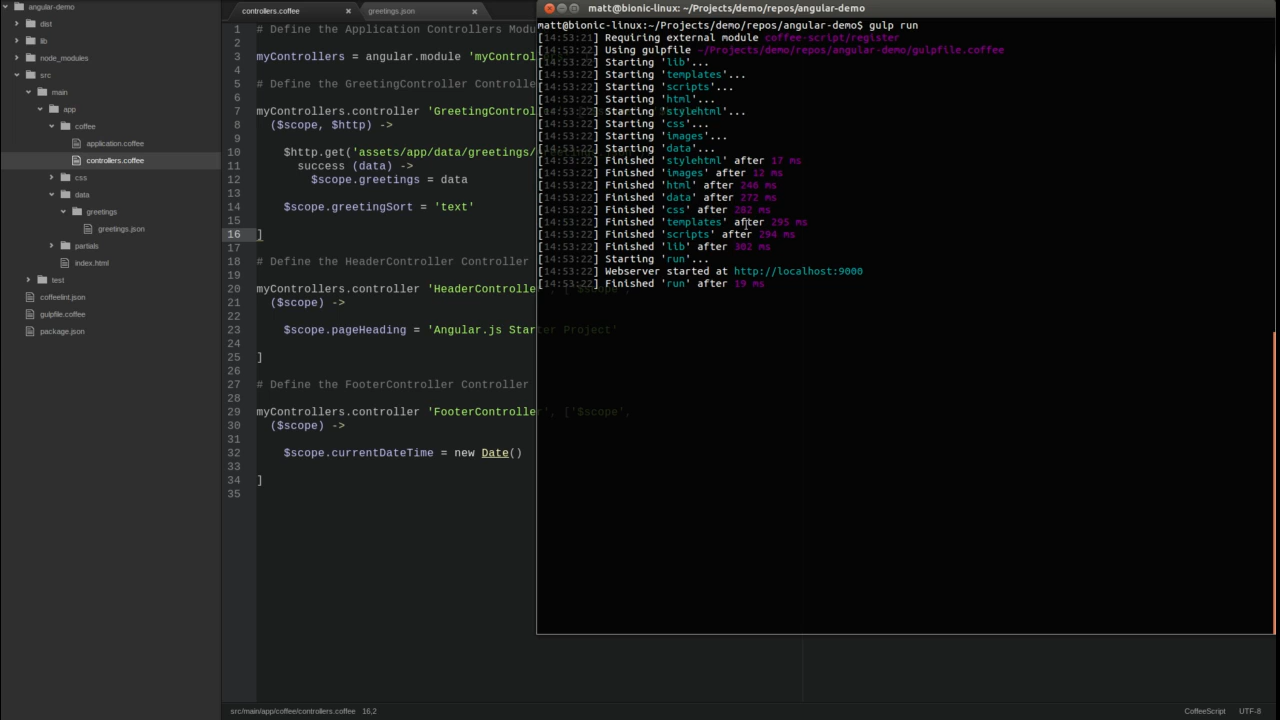 angular-demo
dist
lib
node_modules
src
main
app
coffee
application.coffee
controllers.coffee
css
data
greetings
greetings.json
partials
index.html
test
coffeelint.json
gulpfile.coffee
package.json
controllers.coffee
greetings.json
1 # Define the Application Controllers Modu
2
3 myControllers = angular.module 'myControl
4
5 # Define the GreetingController Controlle
6
7 myControllers.controller 'GreetingControl
8 ($scope, $http) ->
9
10 $http.get('assets/app/data/greetings/
11 success (data) ->
12 $scope.greetings = data
13
14 $scope.greetingSort = 'text'
15
16 ]
17
18 # Define the HeaderController Controller
19
20 myControllers.controller 'HeaderController', ['$scope',
21 ($scope) ->
22
23 $scope.pageHeading = 'Angular.js Starter Project'
24
25 ]
26
27 # Define the FooterController Controller
28
29 myControllers.controller 'FooterController', ['$scope',
30 ($scope) ->
31
32 $scope.currentDateTime = new Date()
33
34 ]
35
src/main/app/coffee/controllers.coffee 16,2
CoffeeScript UTF-8
matt@bionic-linux: ~/Projects/demo/repos/angular-demo
matt@bionic-linux:~/Projects/demo/repos/angular-demo$ gulp run
[14:53:21] Requiring external module coffee-script/register
[14:53:22] Using gulpfile ~/Projects/demo/repos/angular-demo/gulpfile.coffee
[14:53:22] Starting 'lib'...
[14:53:22] Starting 'templates'...
[14:53:22] Starting 'scripts'...
[14:53:22] Starting 'html'...
[14:53:22] Starting 'stylehtml'...
[14:53:22] Starting 'css'...
[14:53:22] Starting 'images'...
[14:53:22] Starting 'data'...
[14:53:22] Finished 'stylehtml' after 17 ms
[14:53:22] Finished 'images' after 12 ms
[14:53:22] Finished 'html' after 246 ms
[14:53:22] Finished 'data' after 272 ms
[14:53:22] Finished 'css' after 282 ms
[14:53:22] Finished 'templates' after 295 ms
[14:53:22] Finished 'scripts' after 294 ms
[14:53:22] Finished 'lib' after 302 ms
[14:53:22] Starting 'run'...
[14:53:22] Webserver started at http://localhost:9000
[14:53:22] Finished 'run' after 19 ms